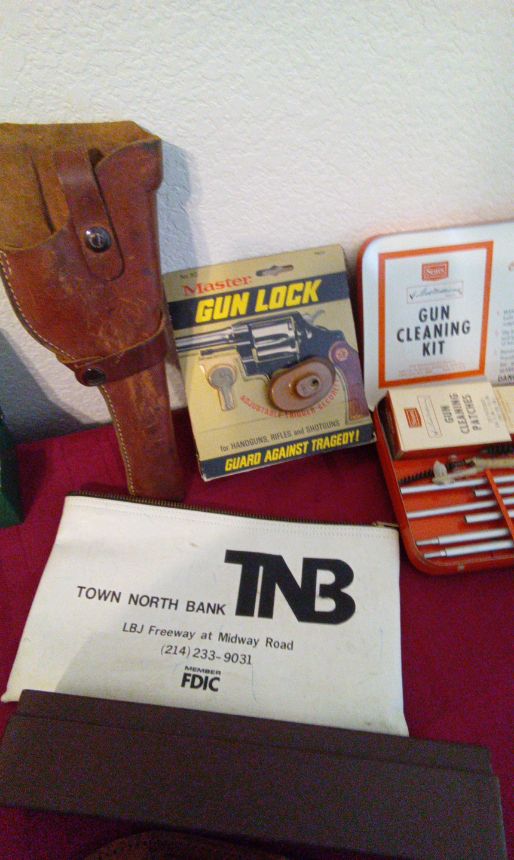 Master
GUN LOCK
ADJUSTABLE-TRIGGER-SECURITY
for HANDGUNS, RIFLES and SHOTGUNS
GUARD AGAINST TRAGEDY!
Sears
GUN
CLEANING
KIT
GUN
CLEANING
PATCHES
TOWN NORTH BANK TNB
LBJ Freeway at Midway Road
(214) 233-9031
MEMBER
FDIC